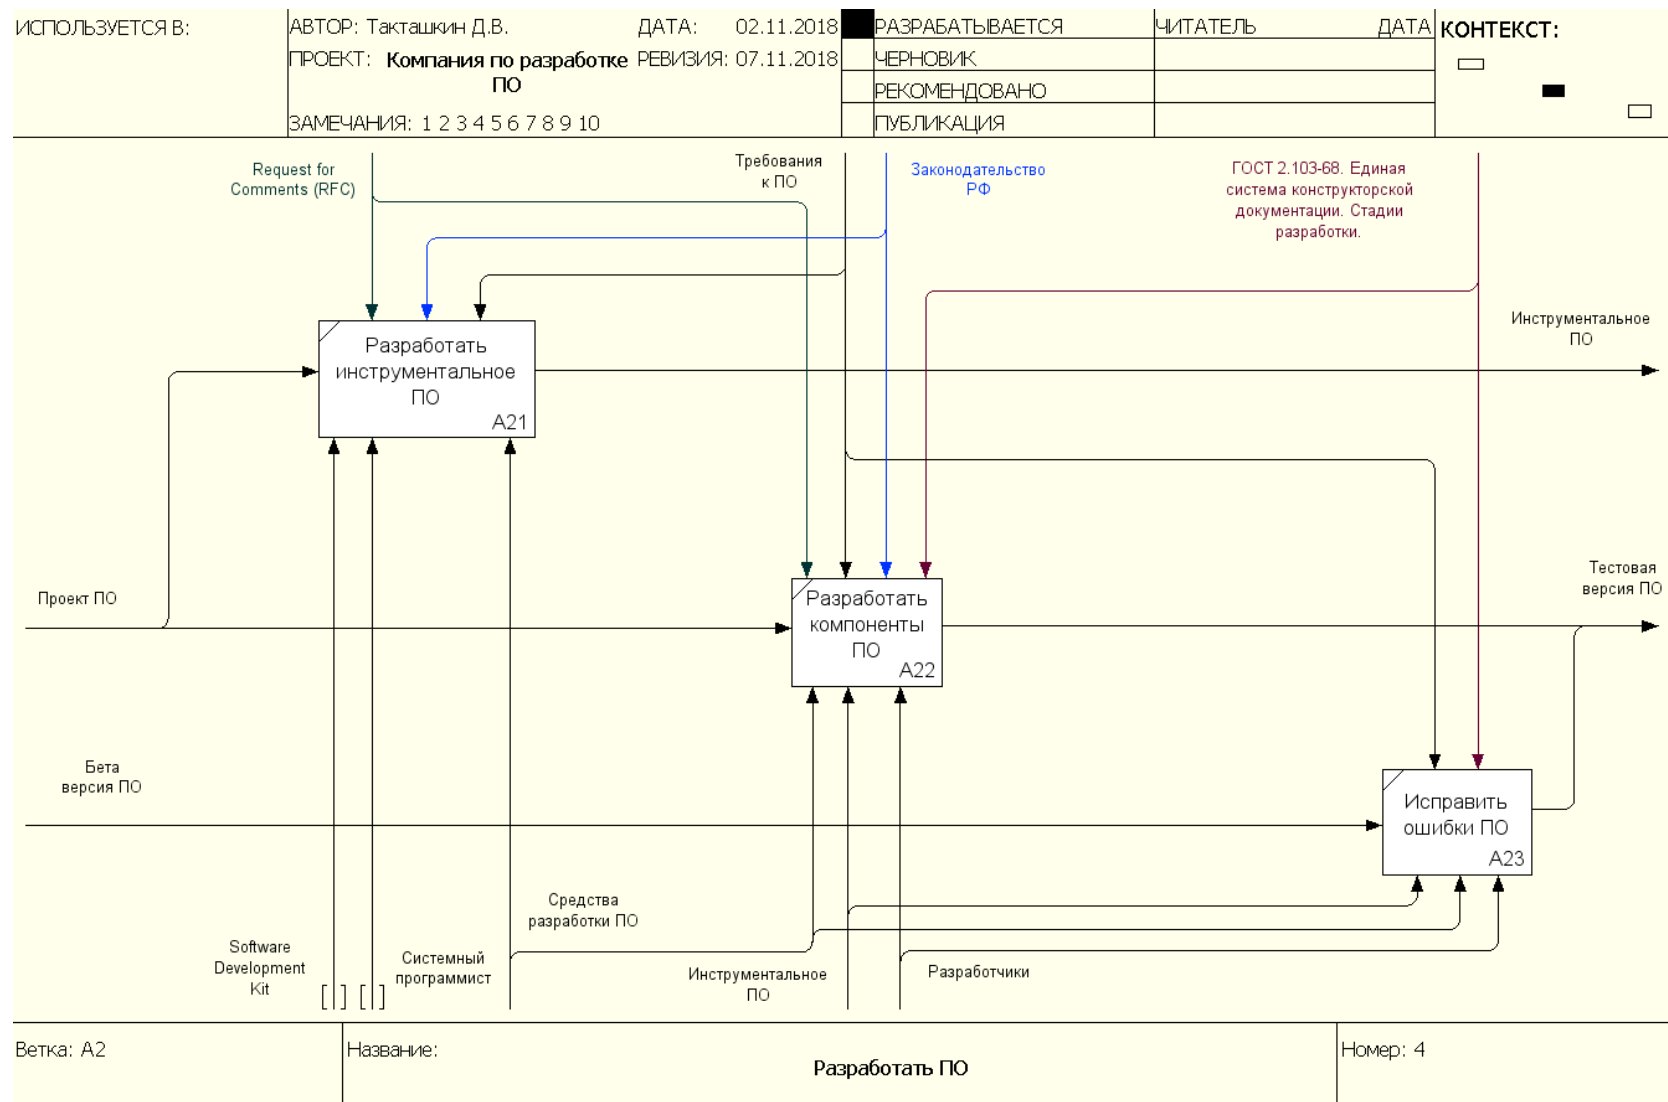 ИСПОЛЬЗУЕТСЯ В:
АВТОР: Такташкин Д.В.
ДАТА: 02.11.2018
ПРОЕКТ: Компания по разработке
ПО
РЕВИЗИЯ: 07.11.2018
ЗАМЕЧАНИЯ: 1 2 3 4 5 6 7 8 9 10
РАЗРАБАТЫВАЕТСЯ
ЧЕРНОВИК
РЕКОМЕНДОВАНО
ПУБЛИКАЦИЯ
ЧИТАТЕЛЬ
ДАТА
КОНТЕКСТ:
Request for
Comments (RFC)
Требования
к ПО
Законодательство
РФ
ГОСТ 2.103-68. Единая
система конструкторской
документации. Стадии
разработки.
Инструментальное
ПО
Разработать
инструментальное
ПО
A21
Проект ПО
Тестовая
версия ПО
Разработать
компоненты
ПО
A22
Бета
версия ПО
Исправить
ошибки ПО
A23
Средства
разработки ПО
Software
Development
Kit
Системный
программист
Инструментальное
ПО
Разработчики
[ ] [ ]
Ветка: A2
Название:
Разработать ПО
Номер: 4